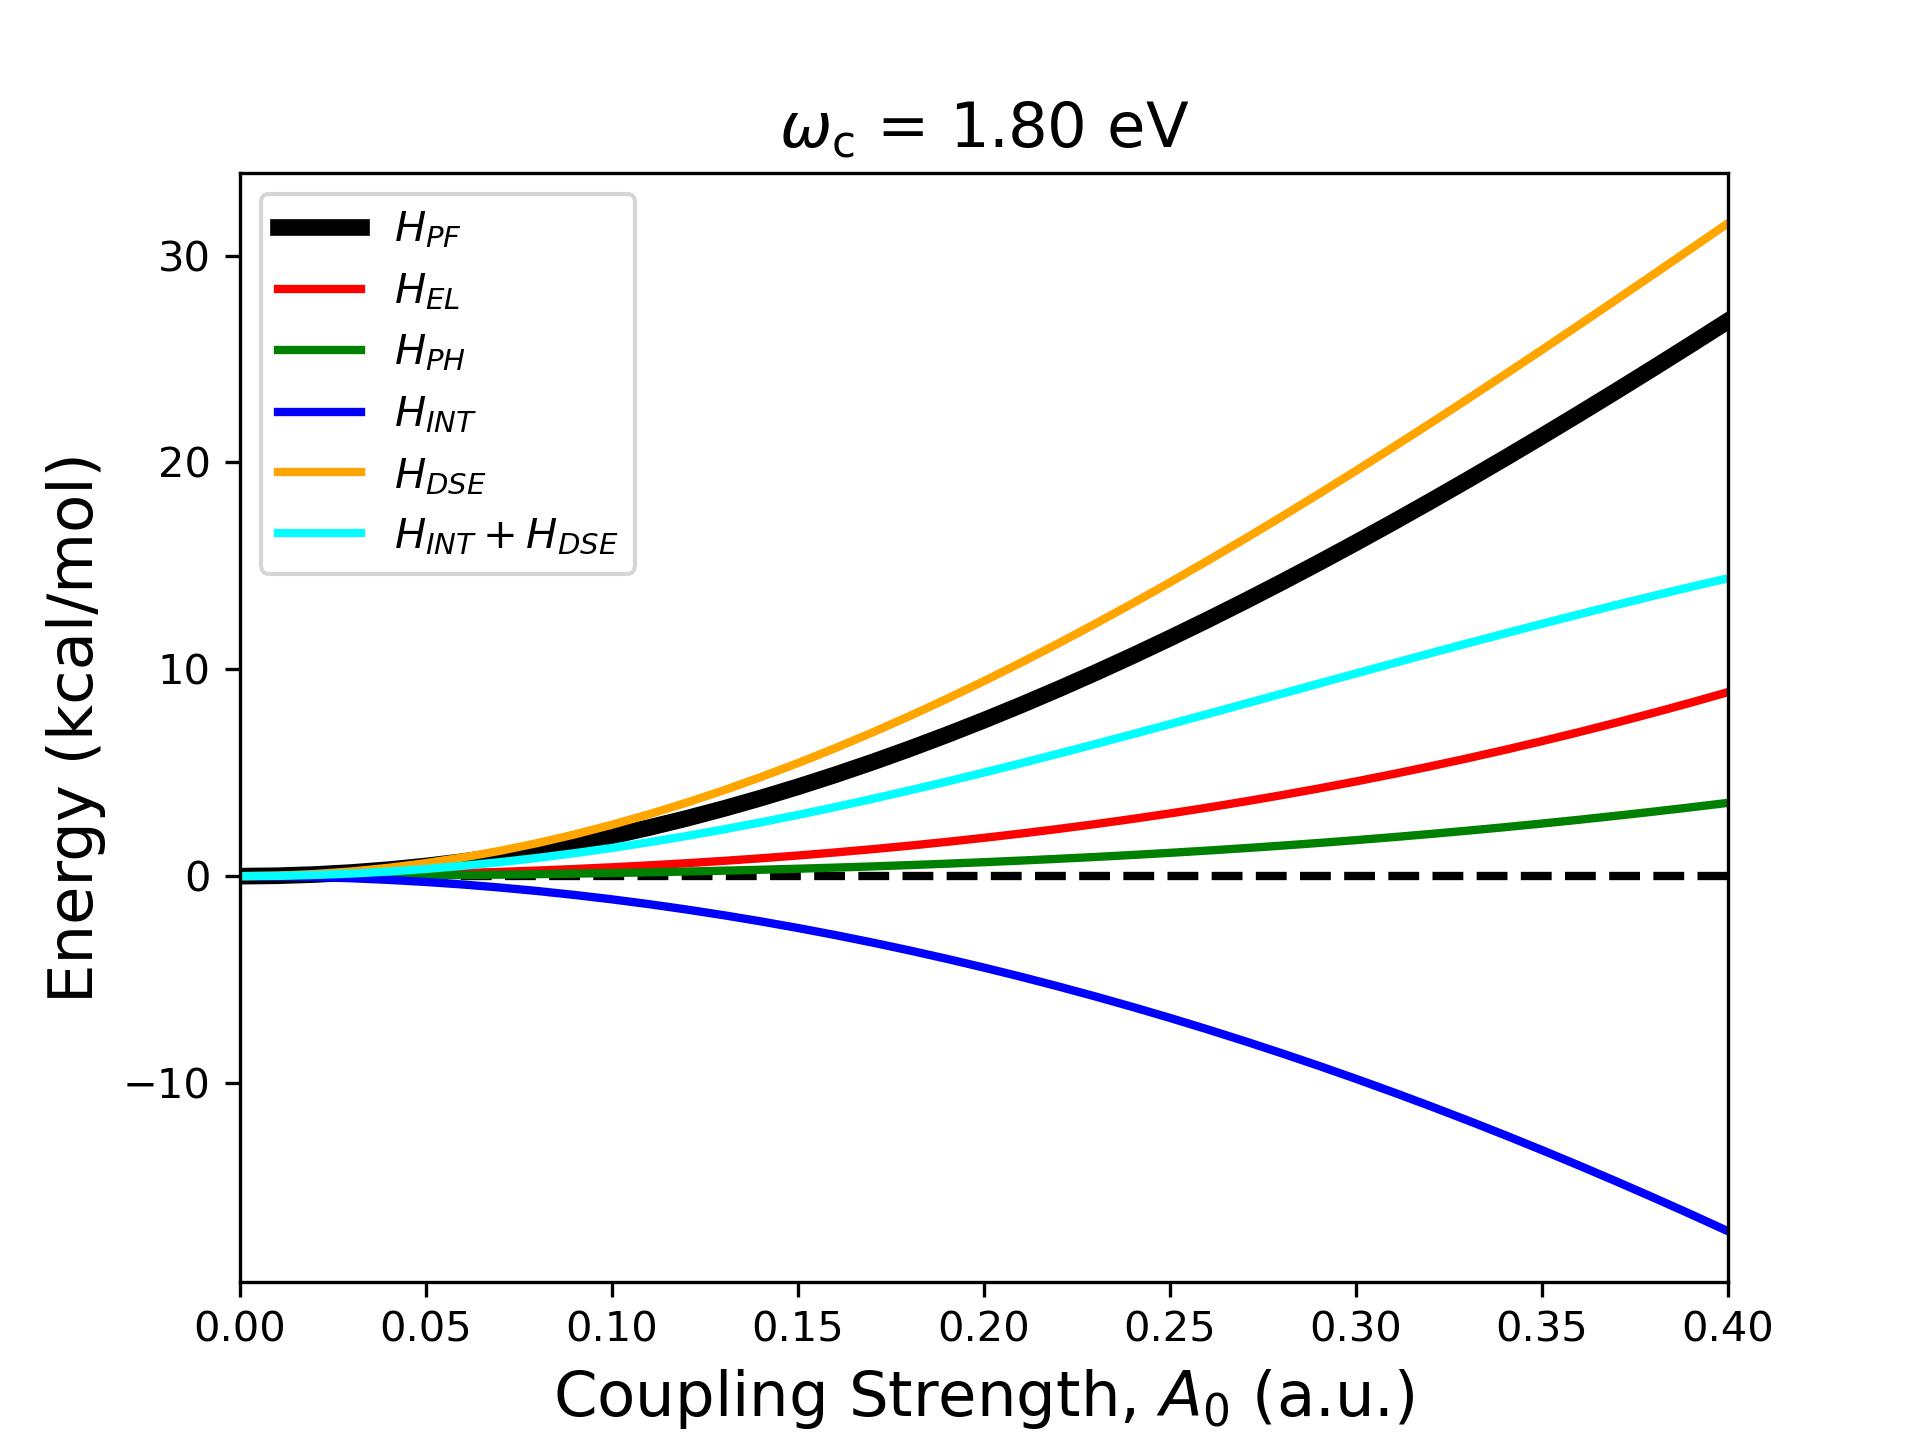 ω_c = 1.80 eV
H_PF
H_EL
H_PH
H_INT
H_DSE
H_INT + H_DSE
Energy (kcal/mol)
30
20
10
0
−10
0.00 0.05 0.10 0.15 0.20 0.25 0.30 0.35 0.40
Coupling Strength, A_0 (a.u.)